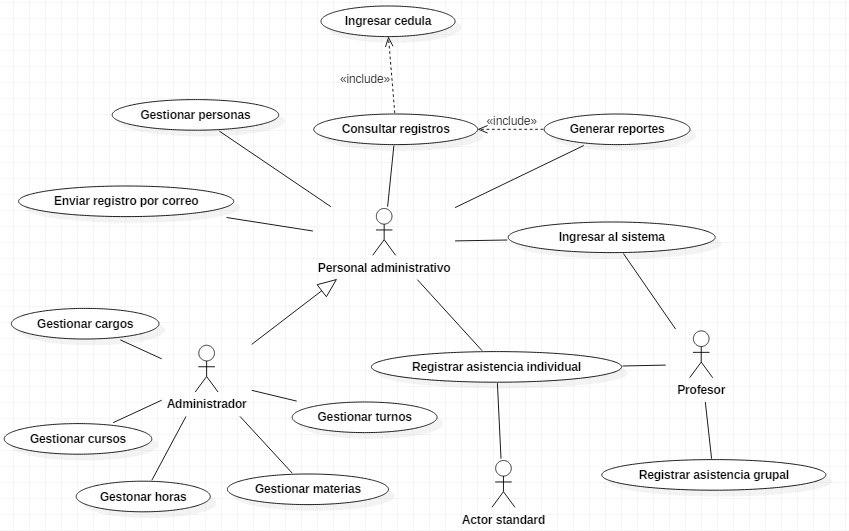 Ingresar cedula
«include»
Gestionar personas
Consultar registros
«include»
Generar reportes
Enviar registro por correo
Ingresar al sistema
Personal administrativo
Gestionar cargos
Registrar asistencia individual
Profesor
Administrador
Gestionar turnos
Gestionar cursos
Registrar asistencia grupal
Gestonar horas
Gestionar materias
Actor standard